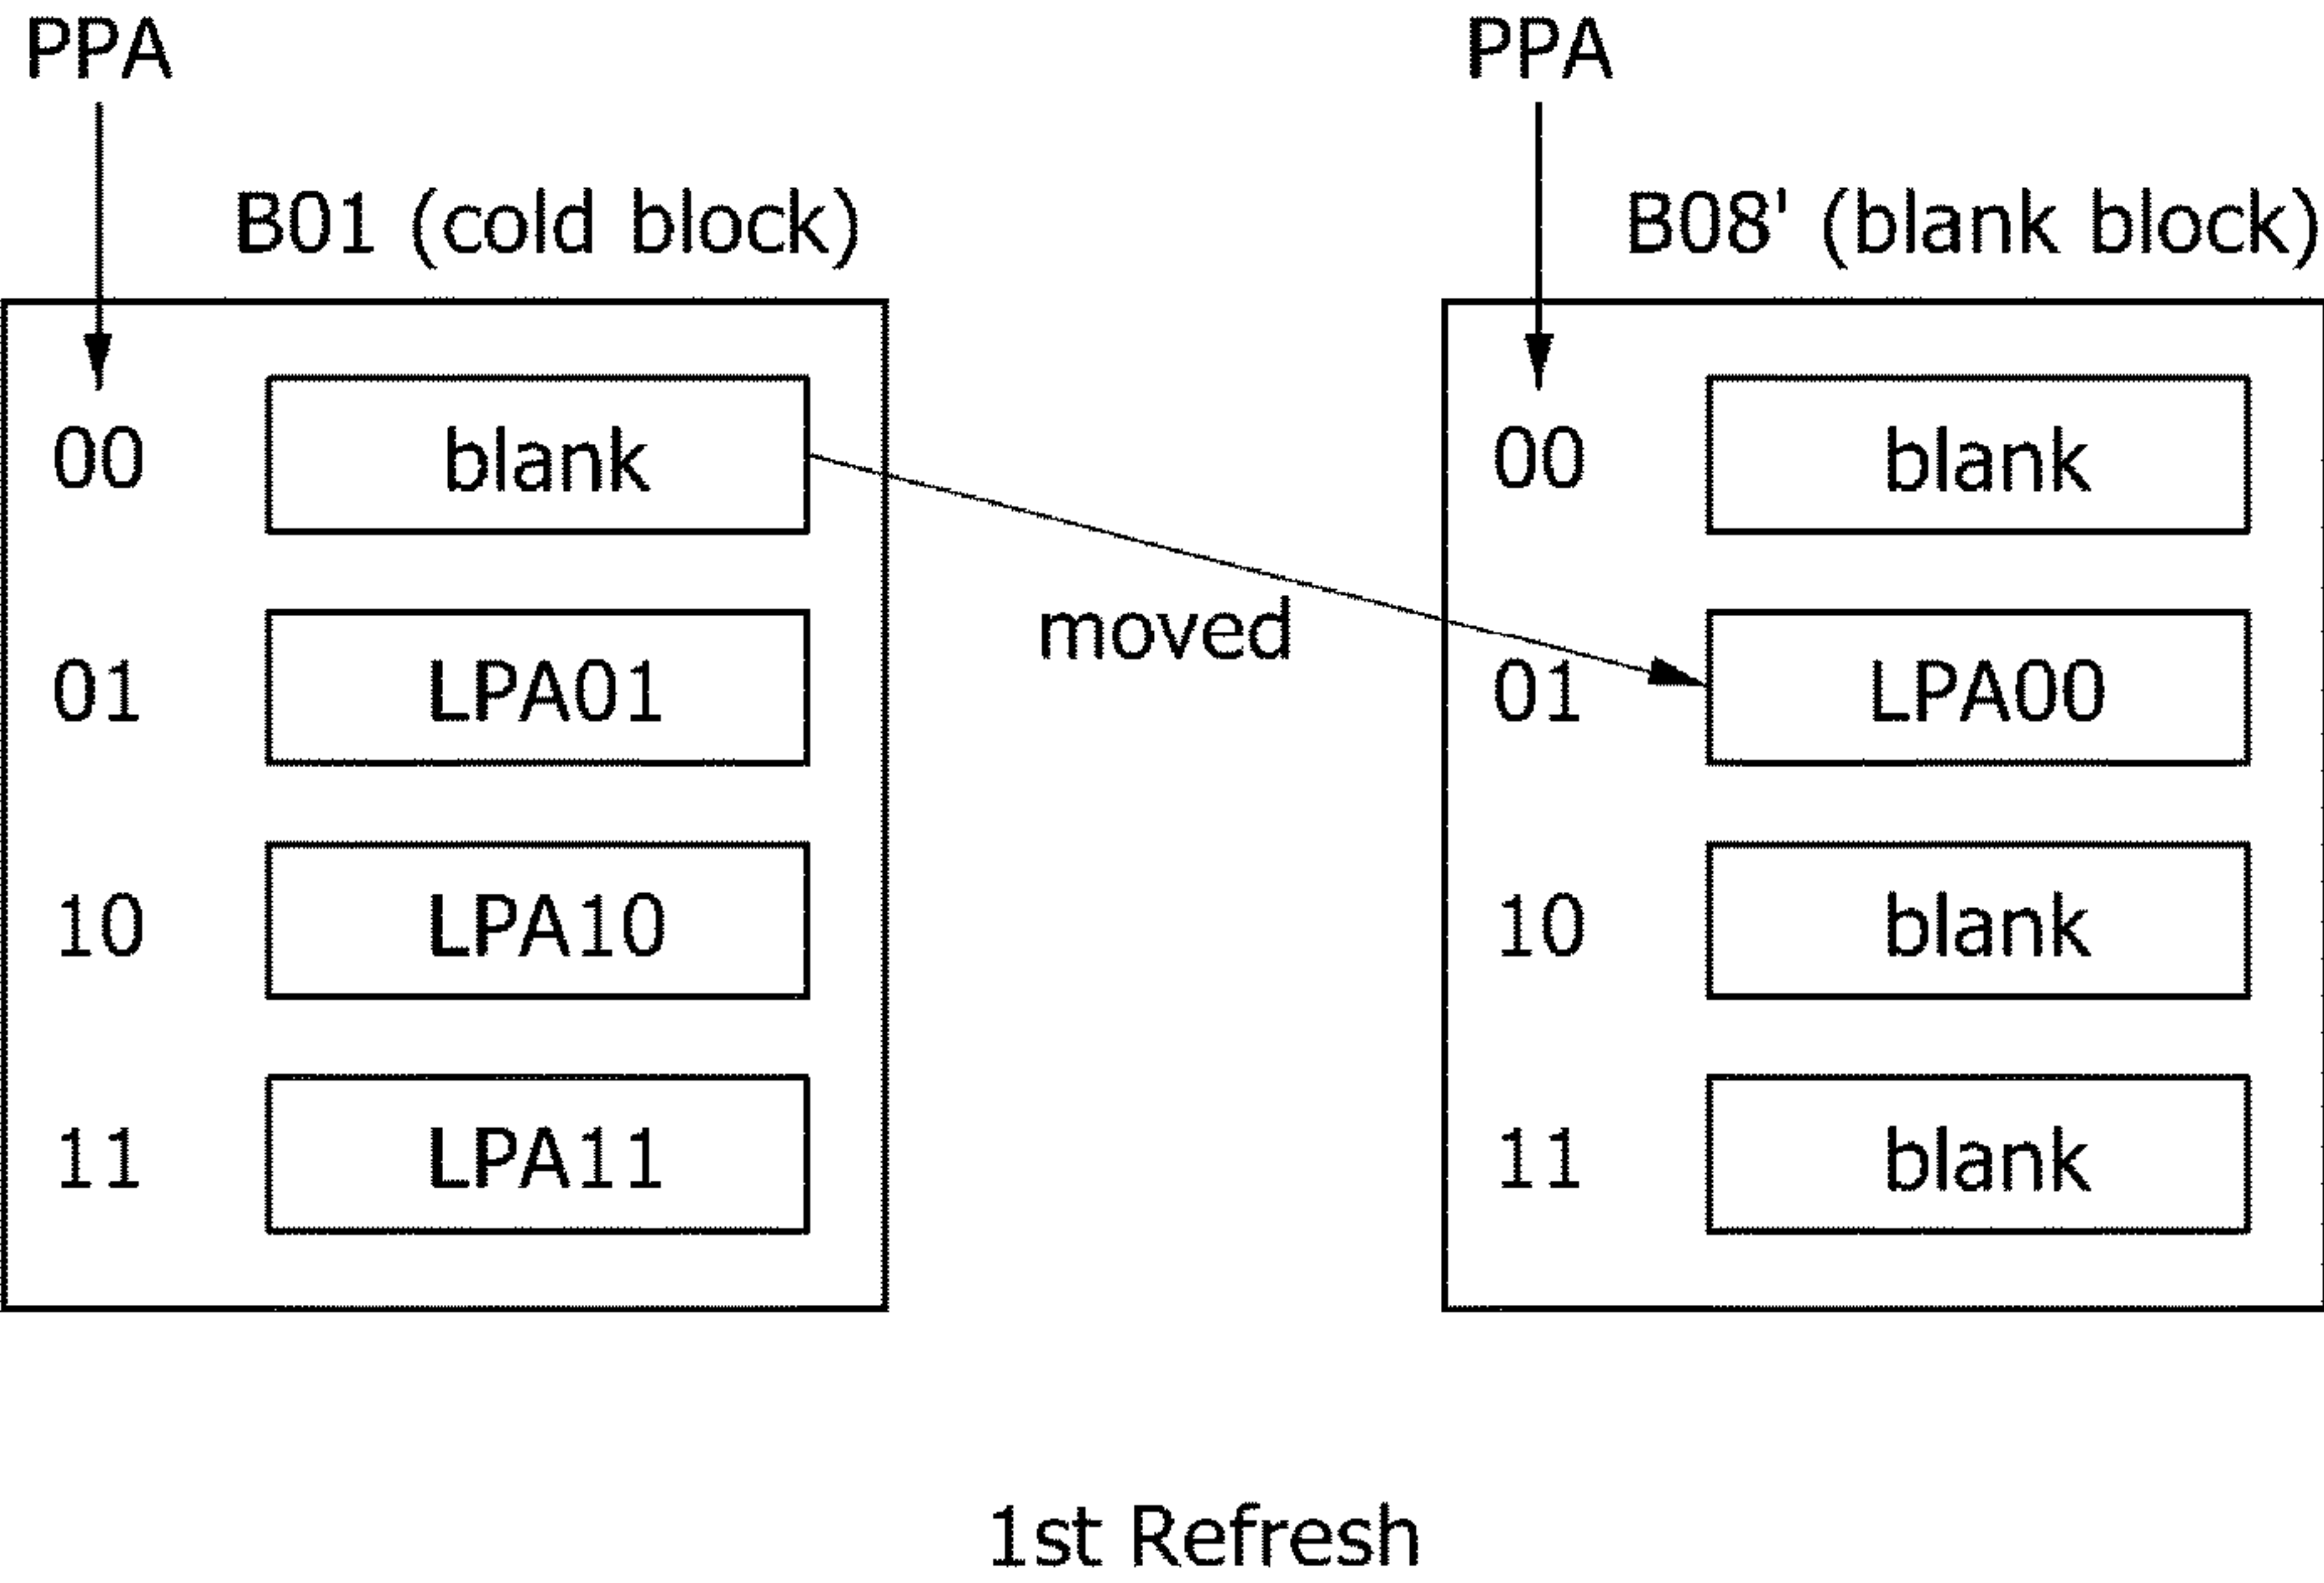 PPA PPA
B01 (cold block) B08' (blank block)
00 blank 00 blank
moved
01 LPA01 01 LPA00
10 LPA10 10 blank
11 LPA11 11 blank
1st Refresh